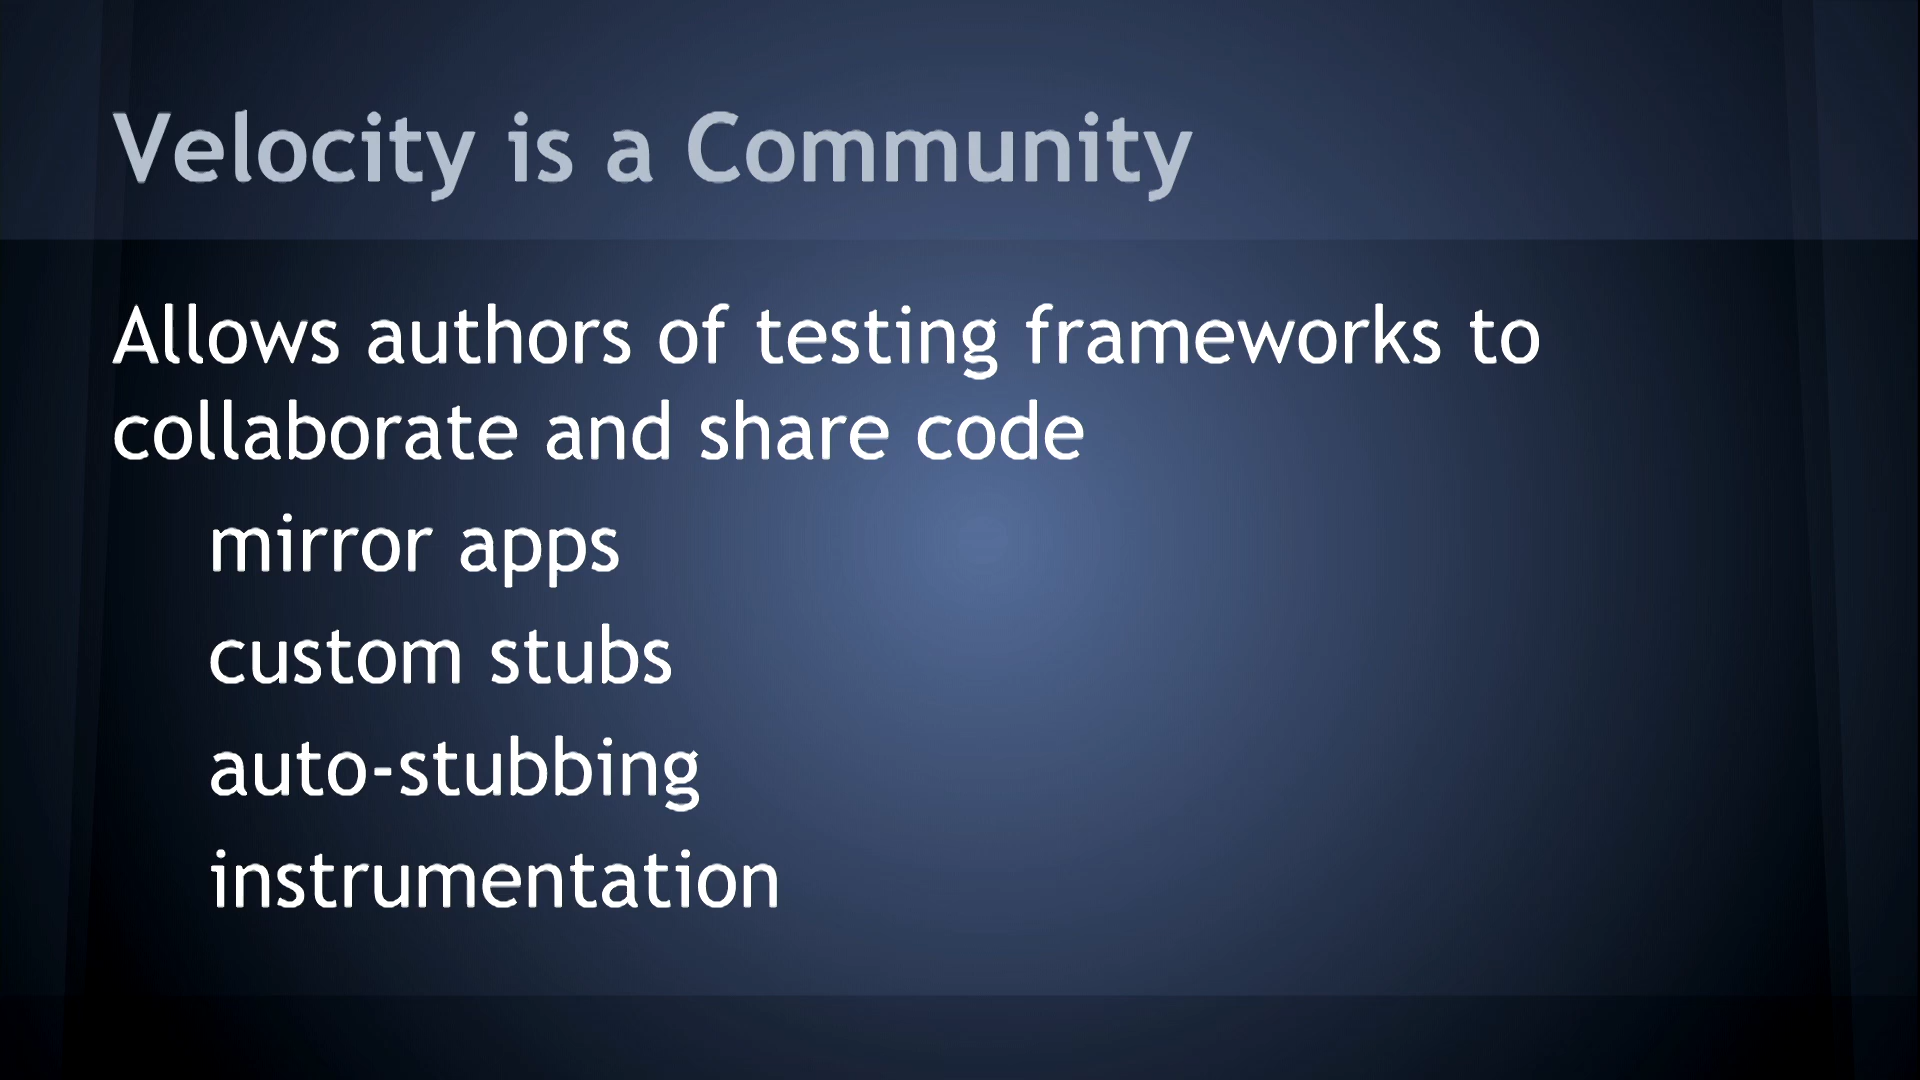 Velocity is a Community
Allows authors of testing frameworks to
collaborate and share code
mirror apps
custom stubs
auto-stubbing
instrumentation